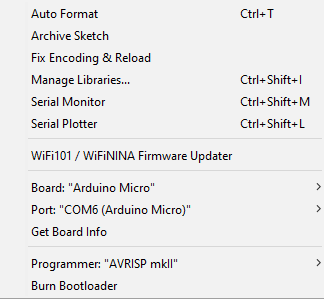 Auto Format Ctrl+T
Archive Sketch
Fix Encoding & Reload
Manage Libraries... Ctrl+Shift+I
Serial Monitor Ctrl+Shift+M
Serial Plotter Ctrl+Shift+L
WiFi101 / WiFiNINA Firmware Updater
Board: "Arduino Micro"
Port: "COM6 (Arduino Micro)"
Get Board Info
Programmer: "AVRISP mkII"
Burn Bootloader